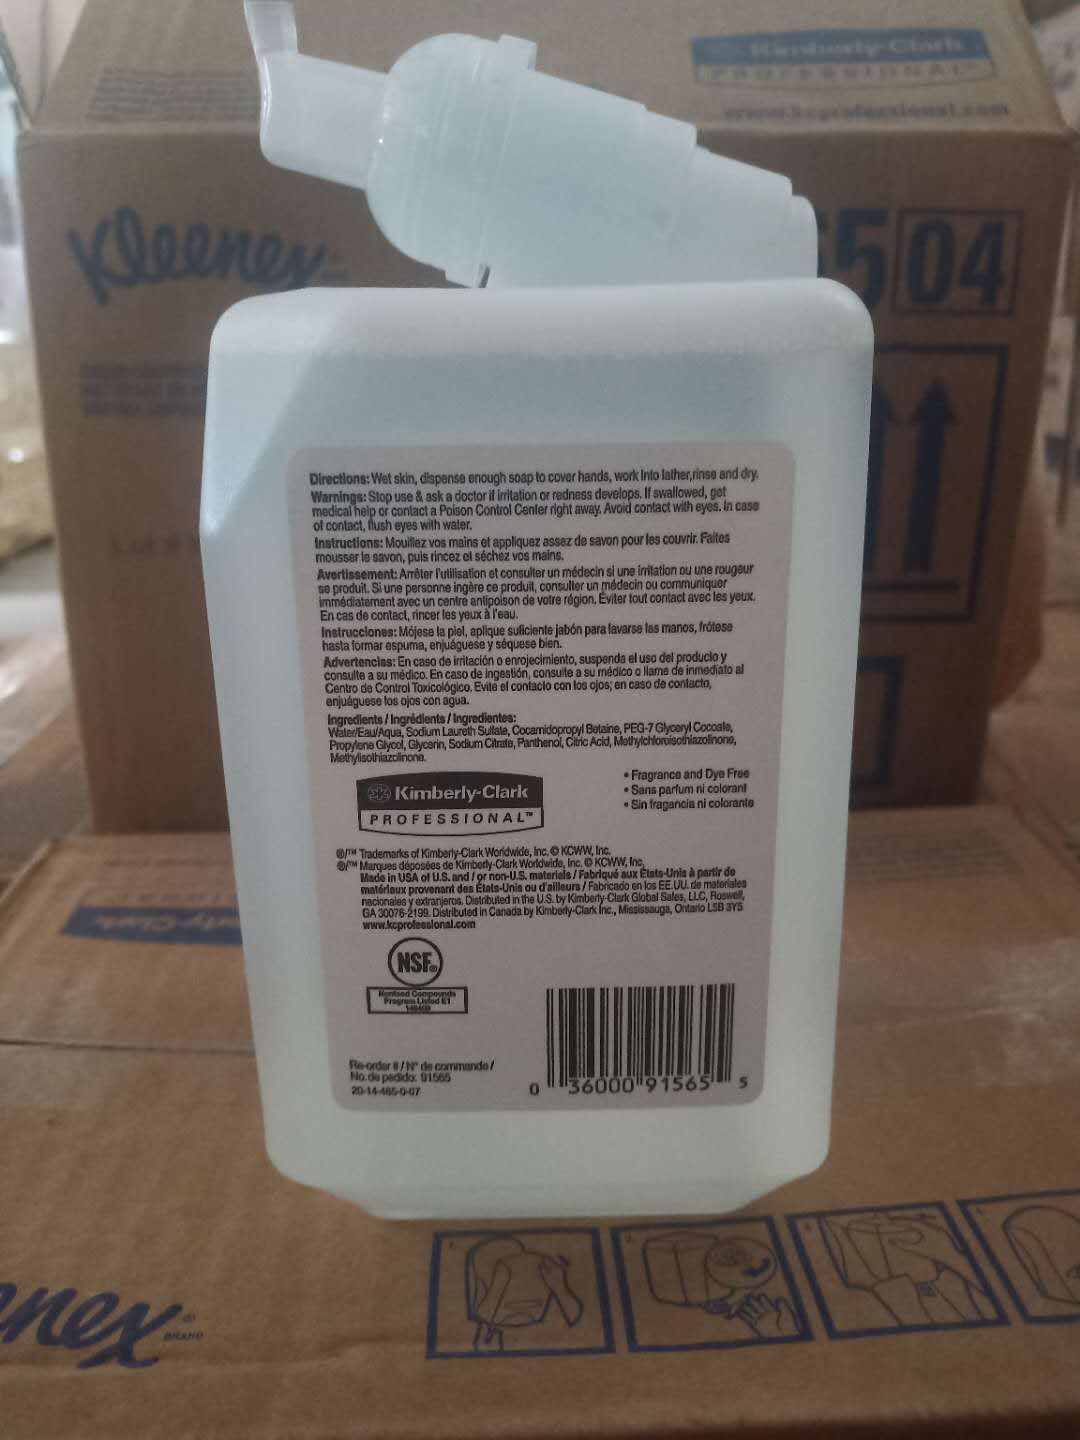 Kimberly-Clark
PROFESSIONAL
www.kcprofessional.com
Kleenex
504
Directions: Wet skin, dispense enough soap to cover hands, work into lather,rinse and dry.
Warnings: Stop use & ask a doctor if irritation or redness develops. If swallowed, get
medical help or contact a Poison Control Center right away. Avoid contact with eyes. In case
of contact, flush eyes with water.
Instructions: Mouillez vos mains et appliquez assez de savon pour les couvrir. Faites
mousser le savon, puis rincez et séchez vos mains.
Avertissement: Arrêter l'utilisation et consulter un médecin si une irritation ou une rougeur
se produit. Si une personne ingère ce produit, consulter un médecin ou communiquer
immédiatement avec un centre antipoison de votre région. Éviter tout contact avec les yeux.
En cas de contact, rincer les yeux à l'eau.
Instrucciones: Mójese la piel, aplique suficiente jabón para lavarse las manos, frótese
hasta formar espuma, enjuáguese y séquese bien.
Advertencias: En caso de irritación o enrojecimiento, suspenda el uso del producto y
consulte a su médico. En caso de ingestión, consulte a su médico o llame de inmediato al
Centro de Control Toxicológico. Evite el contacto con los ojos; en caso de contacto,
enjuáguese los ojos con agua.
Ingredients / Ingrédients / Ingredientes:
Water/Eau/Aqua, Sodium Laureth Sulfate, Cocamidopropyl Betaine, PEG-7 Glyceryl Cocoate,
Propylene Glycol, Glycerin, Sodium Citrate, Panthenol, Citric Acid, Methylchloroisothiazolinone,
Methylisothiazolinone.
• Fragrance and Dye Free
• Sans parfum ni colorant
• Sin fragancia ni colorante
Kimberly-Clark
PROFESSIONAL™
®/™ Trademarks of Kimberly-Clark Worldwide, Inc. © KCWW, Inc.
®/™ Marques déposées de Kimberly-Clark Worldwide, Inc. © KCWW, Inc.
Made in USA of U.S. and / or non-U.S. materials / Fabriqué aux États-Unis à partir de
matériaux provenant des États-Unis ou d'ailleurs / Fabricado en los EE.UU. de materiales
nacionales y extranjeros. Distributed in the U.S. by Kimberly-Clark Global Sales, LLC, Roswell,
GA 30076-2199. Distributed in Canada by Kimberly-Clark Inc., Mississauga, Ontario L5B 3Y5
www.kcprofessional.com
NSF®
Nonfood Compounds
Program Listed E1
Re-order # / N° de commande /
No. de pedido: 91565
20-14-465-0-07
0 36000 91565 5
erly-Clark
enex®
BRAND